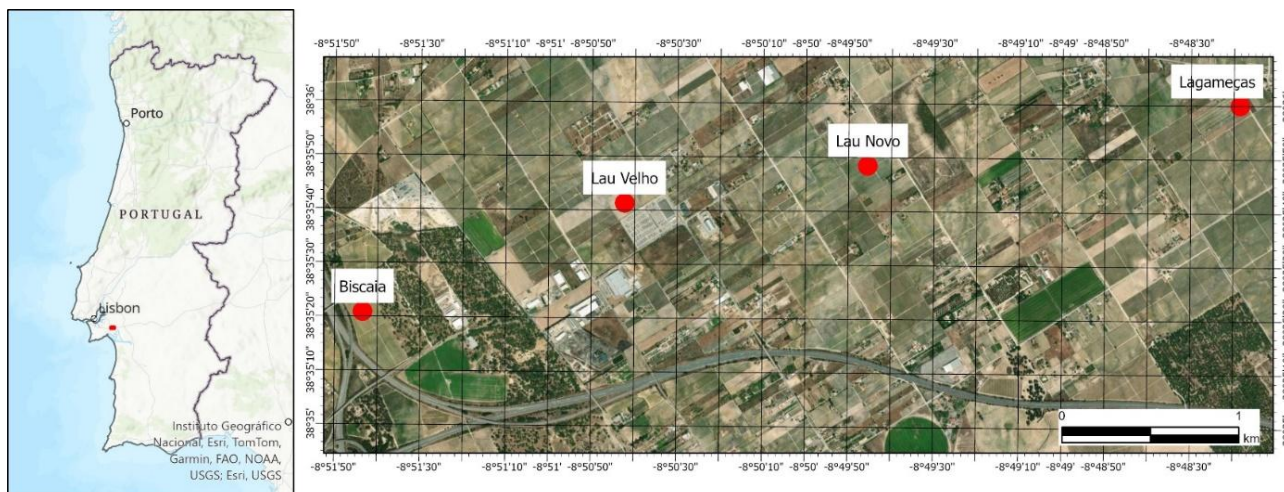 Porto
PORTUGAL
Lisbon
Instituto Geográfico
Nacional, Esri, TomTom,
Garmin, FAO, NOAA,
USGS; Esri, USGS
-8°51'50" -8°51'30" -8°51'10" -8°51' -8°50'50" -8°50'30" -8°50'10" -8°50' -8°49'50" -8°49'30" -8°49'10" -8°49' -8°48'50" -8°48'30"
38°36'
38°35'50"
38°35'40"
38°35'30"
38°35'20"
38°35'10"
38°35'
Lagameças
Lau Novo
Lau Velho
Biscaia
0 1
km
-8°51'50" -8°51'30" -8°51'10" -8°51' -8°50'50" -8°50'30" -8°50'10" -8°50' -8°49'50" -8°49'30" -8°49'10" -8°49' -8°48'50" -8°48'30"